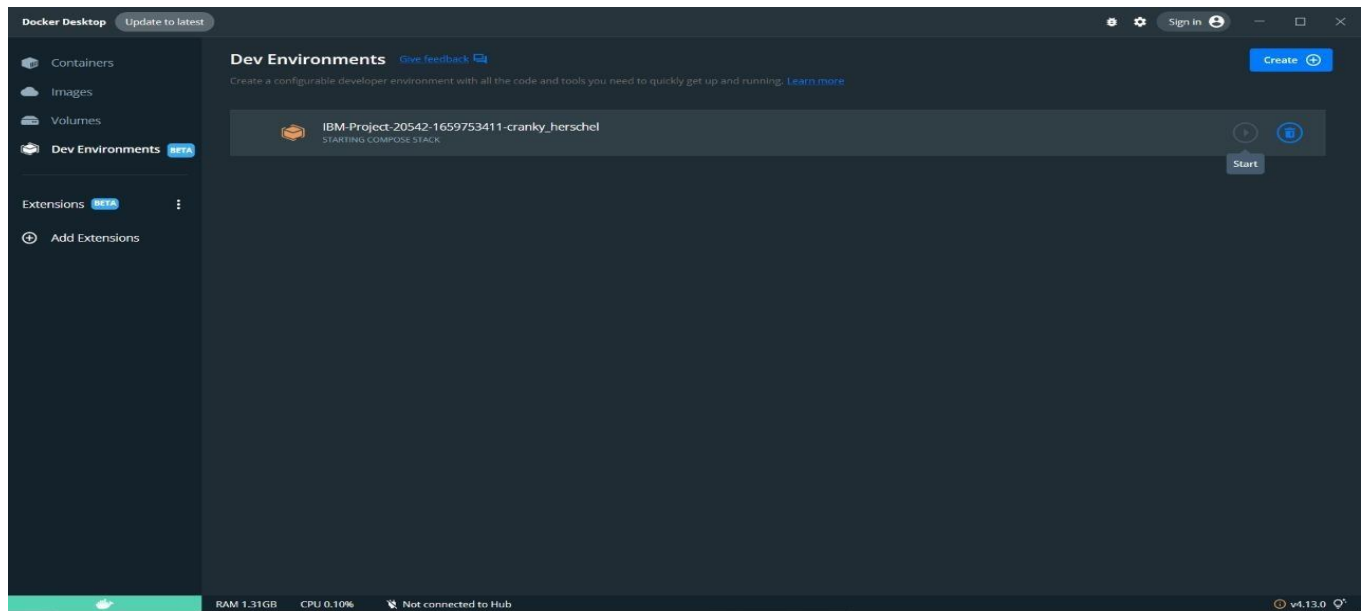 Docker Desktop Update to latest
Sign in
Containers
Images
Volumes
Dev Environments BETA
Extensions BETA
Add Extensions
Dev Environments Give feedback
Create
Create a configurable developer environment with all the code and tools you need to quickly get up and running. Learn more
IBM-Project-20542-1659753411-cranky_herschel
STARTING COMPOSE STACK
Start
RAM 1.31GB CPU 0.10% Not connected to Hub
v4.13.0